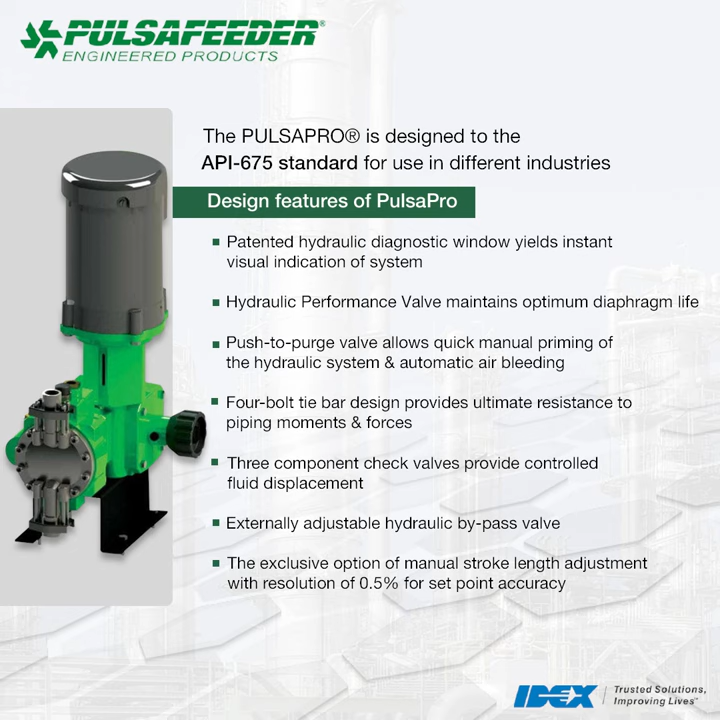 PULSAFEEDER®
ENGINEERED PRODUCTS
The PULSAPRO® is designed to the
API-675 standard for use in different industries
Design features of PulsaPro
▪ Patented hydraulic diagnostic window yields instant
visual indication of system
▪ Hydraulic Performance Valve maintains optimum diaphragm life
▪ Push-to-purge valve allows quick manual priming of
the hydraulic system & automatic air bleeding
▪ Four-bolt tie bar design provides ultimate resistance to
piping moments & forces
▪ Three component check valves provide controlled
fluid displacement
▪ Externally adjustable hydraulic by-pass valve
▪ The exclusive option of manual stroke length adjustment
with resolution of 0.5% for set point accuracy
IDEX
Trusted Solutions,
Improving Lives™